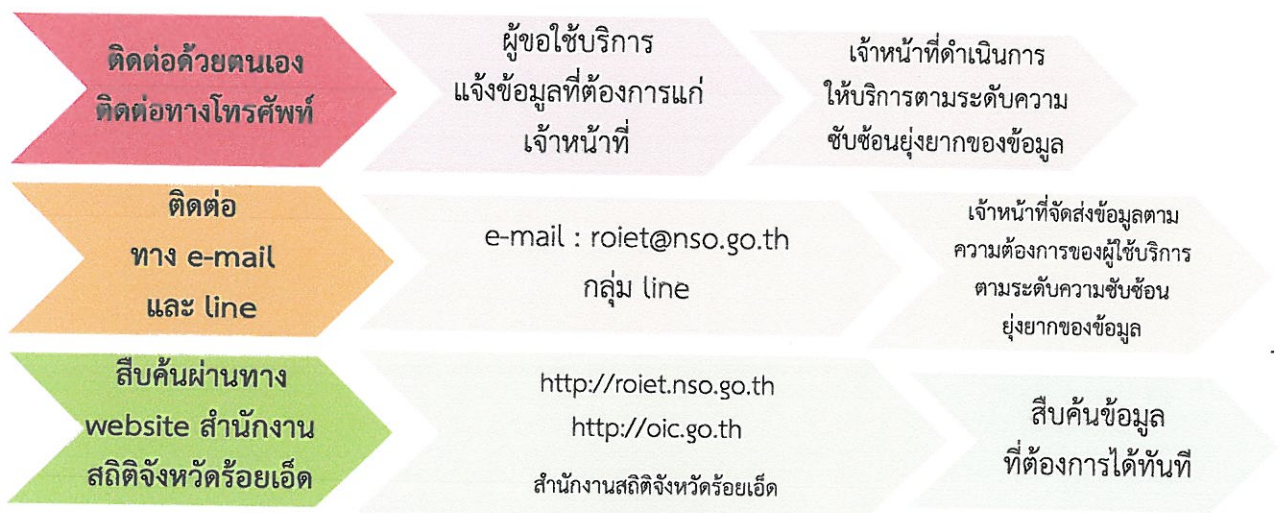 ติดต่อด้วยตนเอง
ติดต่อทางโทรศัพท์
ผู้ขอใช้บริการ
แจ้งข้อมูลที่ต้องการแก่
เจ้าหน้าที่
เจ้าหน้าที่ดำเนินการ
ให้บริการตามระดับความ
ซับซ้อนยุ่งยากของข้อมูล
ติดต่อ
ทาง e-mail
และ line
e-mail : roiet@nso.go.th
กลุ่ม line
เจ้าหน้าที่จัดส่งข้อมูลตาม
ความต้องการของผู้ใช้บริการ
ตามระดับความซับซ้อน
ยุ่งยากของข้อมูล
สืบค้นผ่านทาง
website สำนักงาน
สถิติจังหวัดร้อยเอ็ด
http://roiet.nso.go.th
http://oic.go.th
สำนักงานสถิติจังหวัดร้อยเอ็ด
สืบค้นข้อมูล
ที่ต้องการได้ทันที